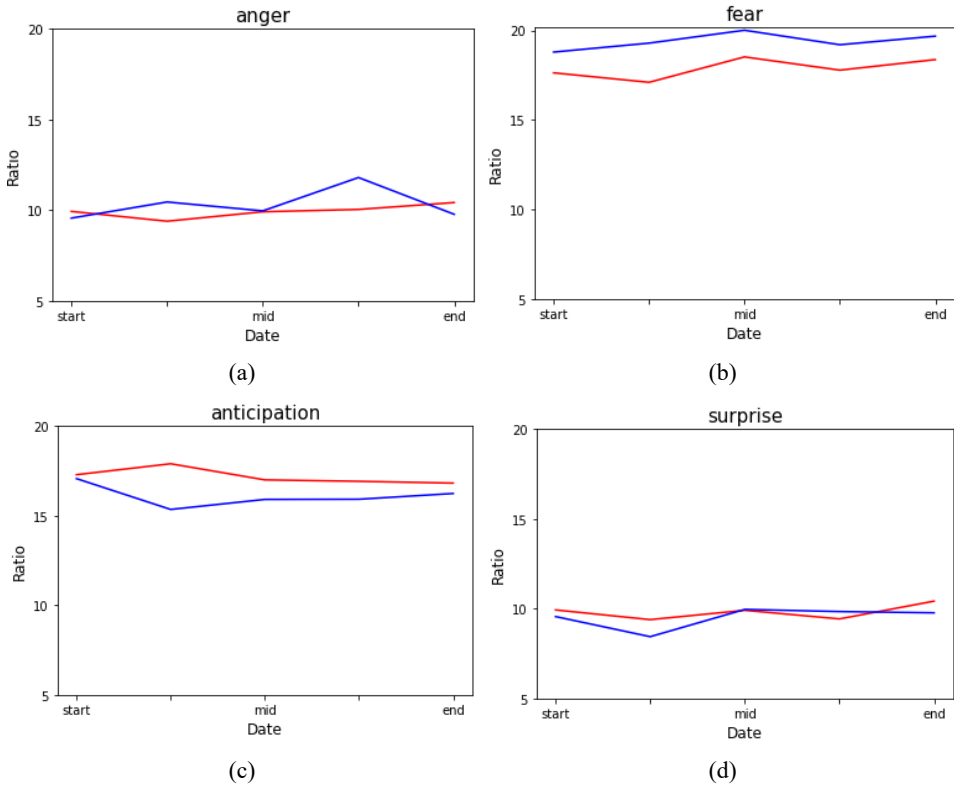 anger
20
15
10
5
Ratio
start mid end
Date
(a)
fear
20
15
10
5
Ratio
start mid end
Date
(b)
anticipation
20
15
10
5
Ratio
start mid end
Date
(c)
surprise
20
15
10
5
Ratio
start mid end
Date
(d)